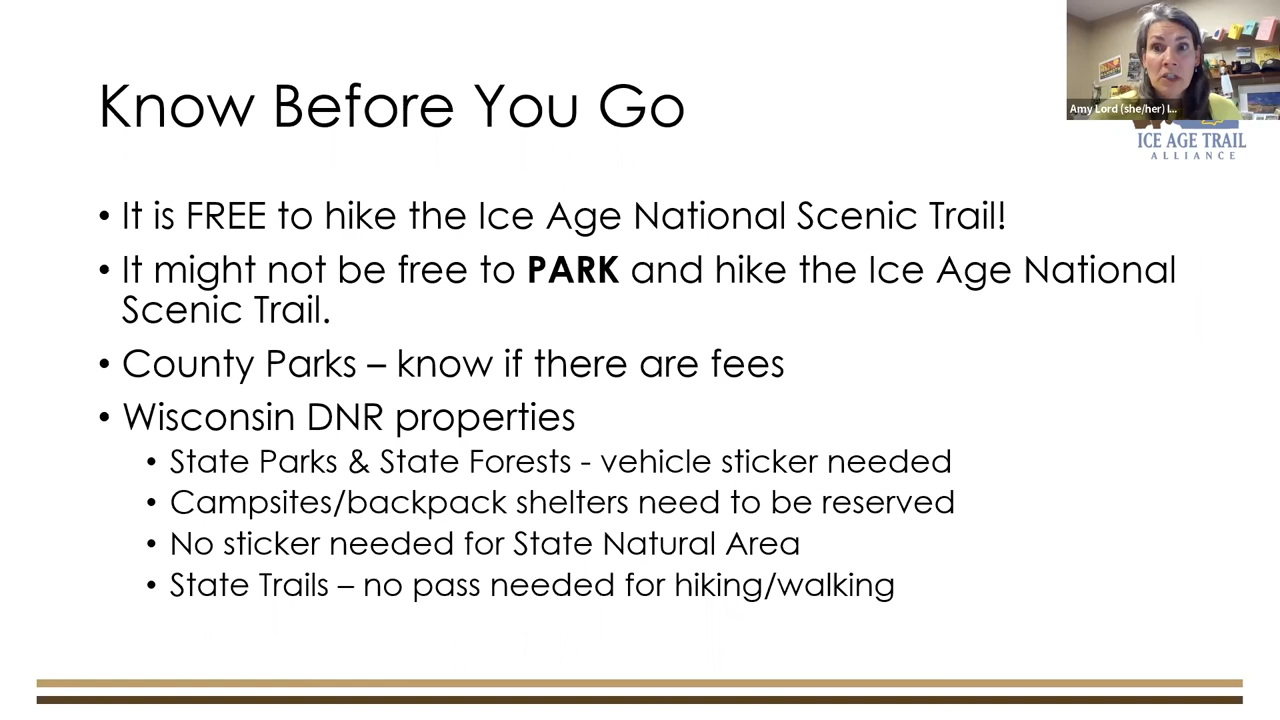 Know Before You Go
Amy Lord (she/her) I...
ICE AGE TRAIL
ALLIANCE
• It is FREE to hike the Ice Age National Scenic Trail!
• It might not be free to PARK and hike the Ice Age National
Scenic Trail.
• County Parks – know if there are fees
• Wisconsin DNR properties
• State Parks & State Forests - vehicle sticker needed
• Campsites/backpack shelters need to be reserved
• No sticker needed for State Natural Area
• State Trails – no pass needed for hiking/walking